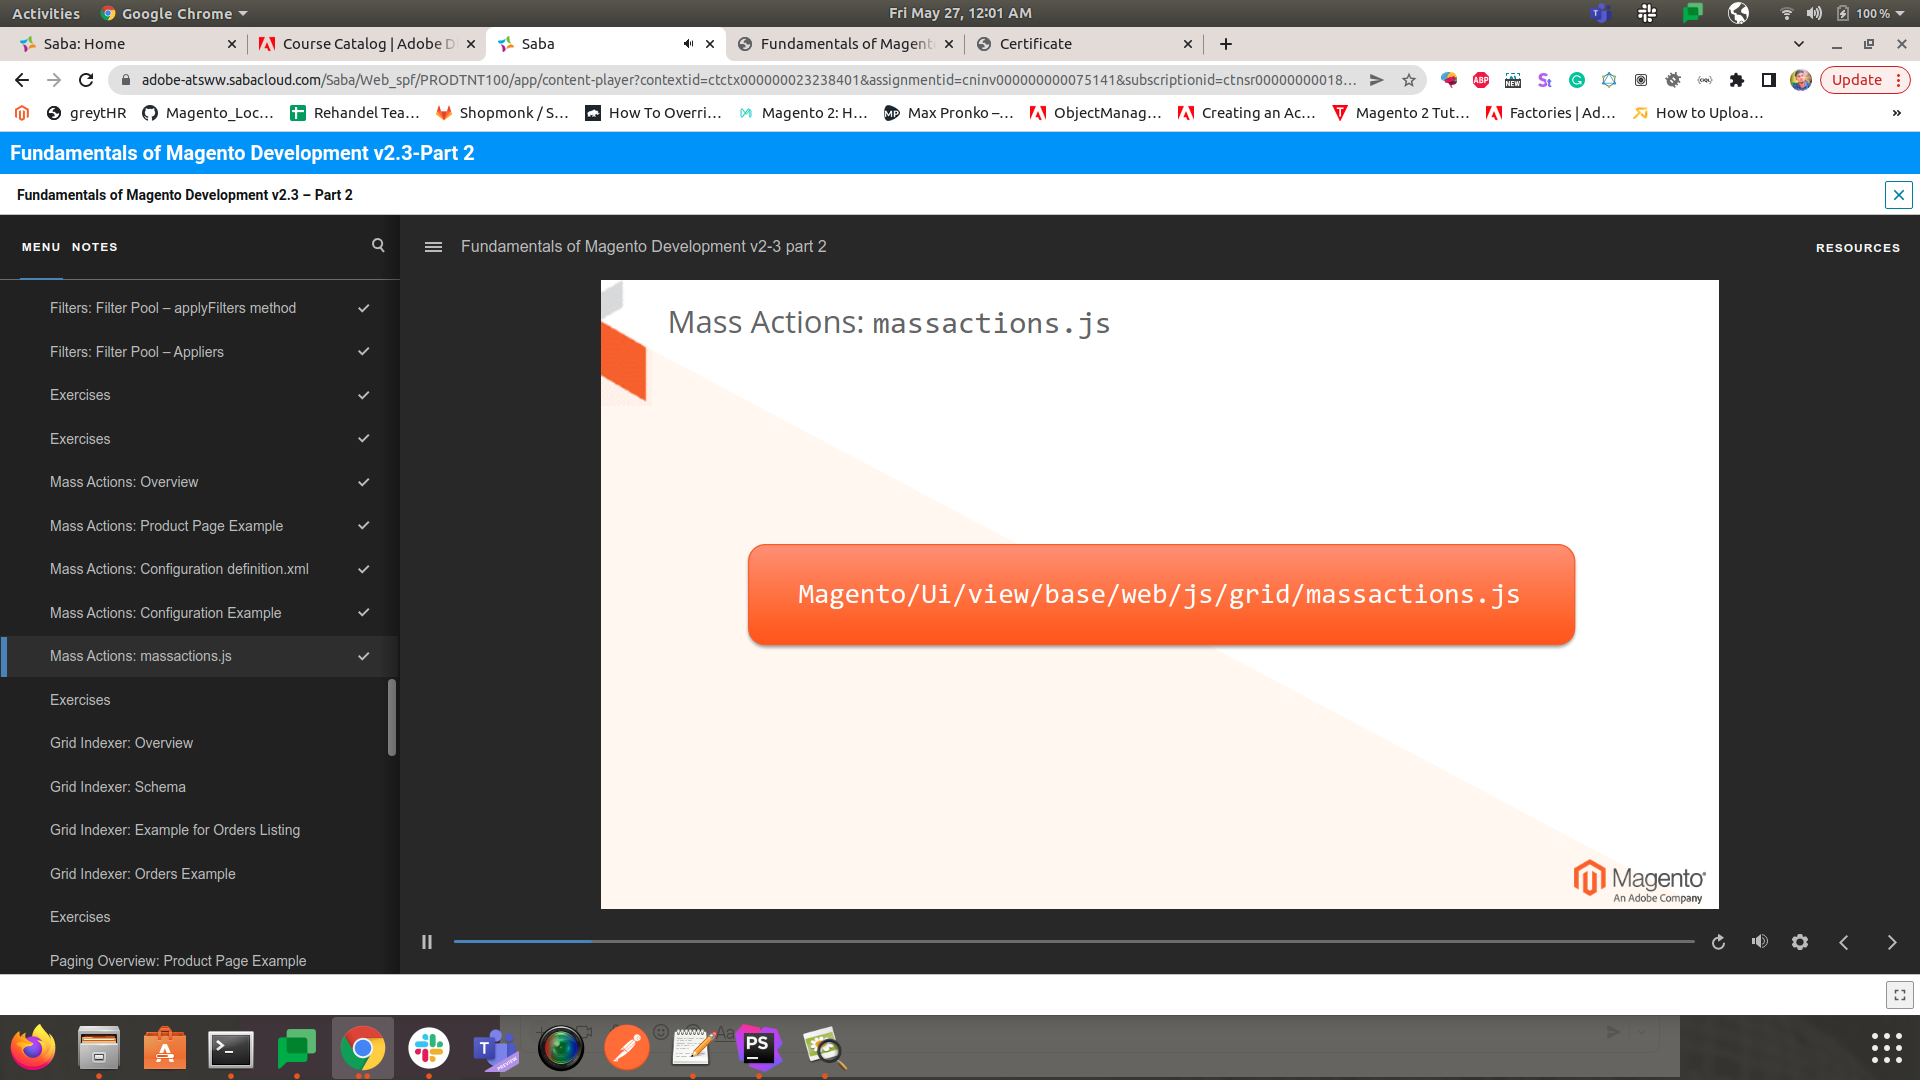 Activities Google Chrome Fri May 27, 12:01 AM 100 %
Saba: Home Course Catalog | Adobe D Saba Fundamentals of Magent Certificate
adobe-atsww.sabacloud.com/Saba/Web_spf/PRODTNT100/app/content-player?contextid=ctctx000000023238401&assignmentid=cninv000000000075141&subscriptionid=ctnsr00000000018... ABP NEW St Update
greytHR Magento_Loc... Rehandel Tea... Shopmonk / S... How To Overri... Magento 2: H... Max Pronko –... ObjectManag... Creating an Ac... Magento 2 Tut... Factories | Ad... How to Uploa... »
Fundamentals of Magento Development v2.3-Part 2
Fundamentals of Magento Development v2.3 – Part 2
MENU NOTES
Fundamentals of Magento Development v2-3 part 2
RESOURCES
Filters: Filter Pool – applyFilters method
Filters: Filter Pool – Appliers
Exercises
Exercises
Mass Actions: Overview
Mass Actions: Product Page Example
Mass Actions: Configuration definition.xml
Mass Actions: Configuration Example
Mass Actions: massactions.js
Exercises
Grid Indexer: Overview
Grid Indexer: Schema
Grid Indexer: Example for Orders Listing
Grid Indexer: Orders Example
Exercises
Paging Overview: Product Page Example
Mass Actions: massactions.js
Magento/Ui/view/base/web/js/grid/massactions.js
Magento
An Adobe Company
PS